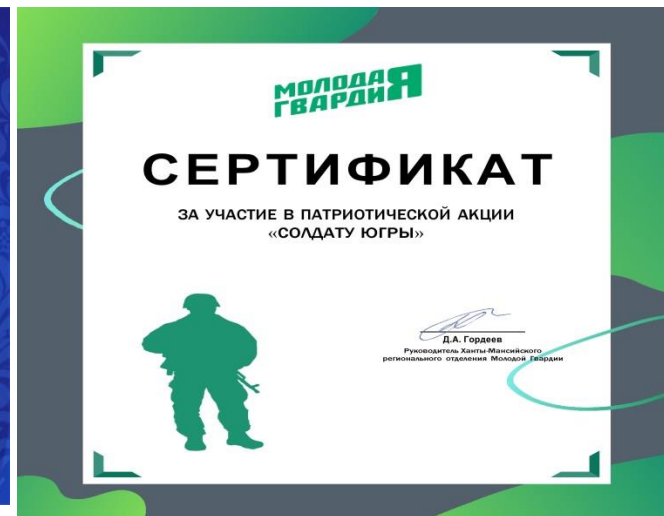 МОЛОДАЯ
ГВАРДИЯ
СЕРТИФИКАТ
ЗА УЧАСТИЕ В ПАТРИОТИЧЕСКОЙ АКЦИИ
«СОЛДАТУ ЮГРЫ»
Д.А. Гордеев
Руководитель Ханты-Мансийского
регионального отделения Молодой Гвардии